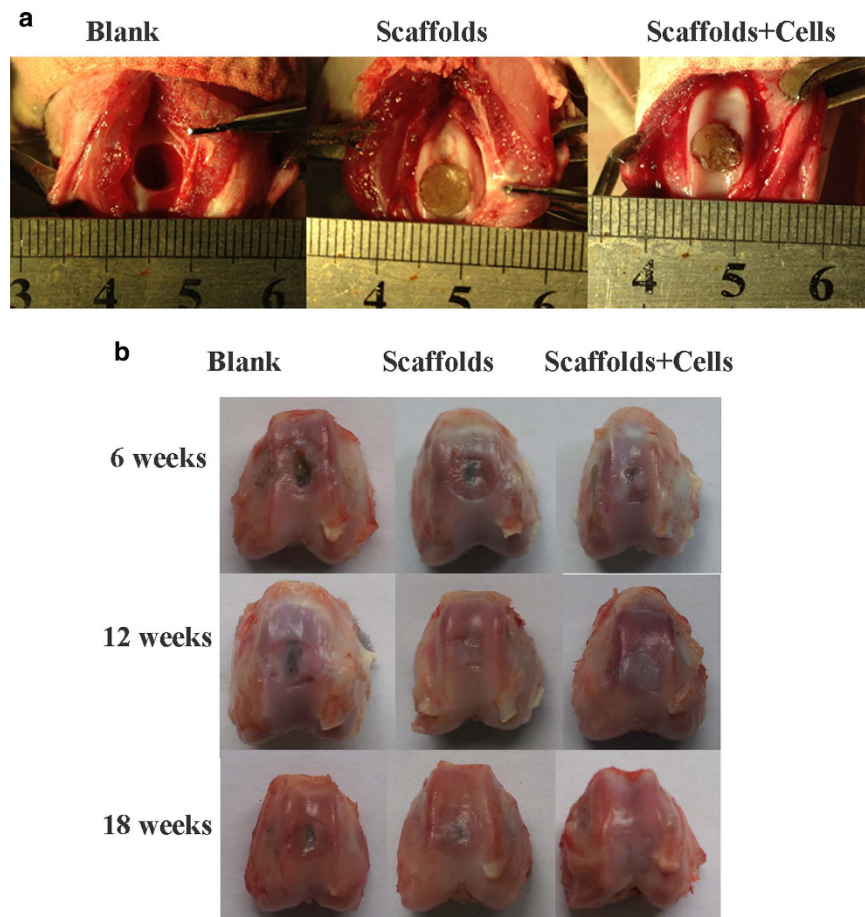 a
Blank Scaffolds Scaffolds+Cells
3 4 5 6 4 5 6 4 5 6
b
Blank Scaffolds Scaffolds+Cells
6 weeks
12 weeks
18 weeks